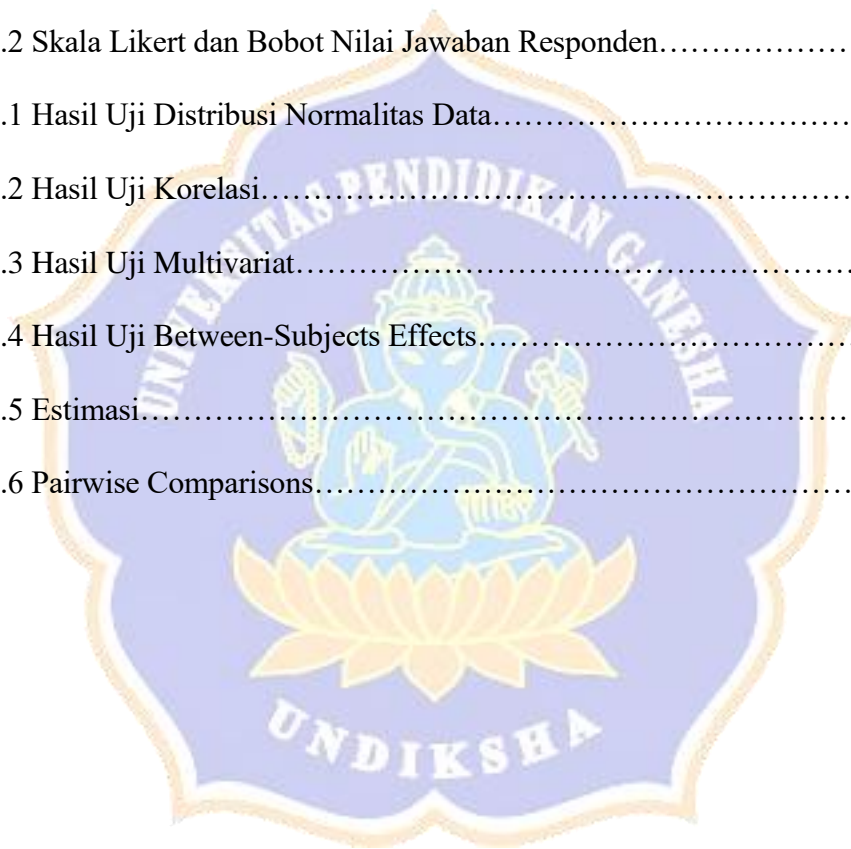 .2 Skala Likert dan Bobot Nilai Jawaban Responden………………
.1 Hasil Uji Distribusi Normalitas Data………………………………
UNIVERSITAS PENDIDIKAN GANESHA
.2 Hasil Uji Korelasi……………………………………………………
.3 Hasil Uji Multivariat…………………………………………………
.4 Hasil Uji Between-Subjects Effects…………………………………
.5 Estimasi………………………………………………………………
.6 Pairwise Comparisons………………………………………………
UNDIKSHA